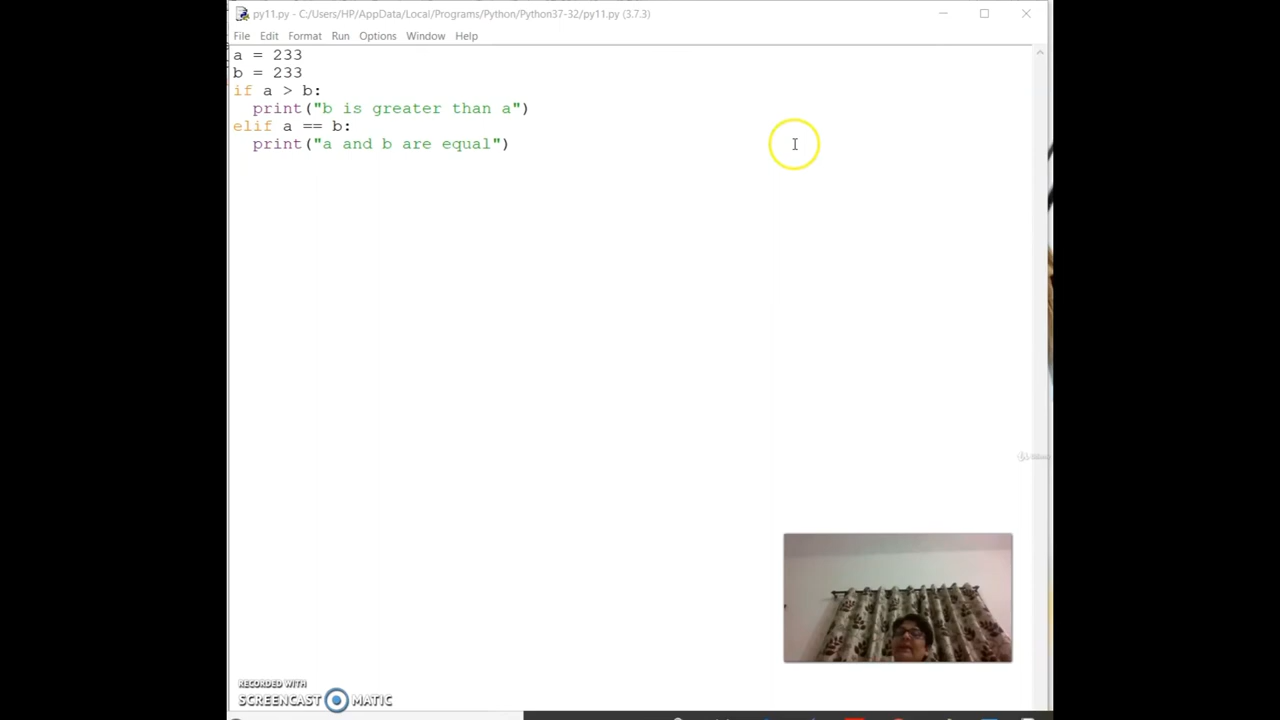 py11.py - C:/Users/HP/AppData/Local/Programs/Python/Python37-32/py11.py (3.7.3)
File Edit Format Run Options Window Help
a = 233
b = 233
if a > b:
  print("b is greater than a")
elif a == b:
  print("a and b are equal")
RECORDED WITH
SCREENCAST MATIC